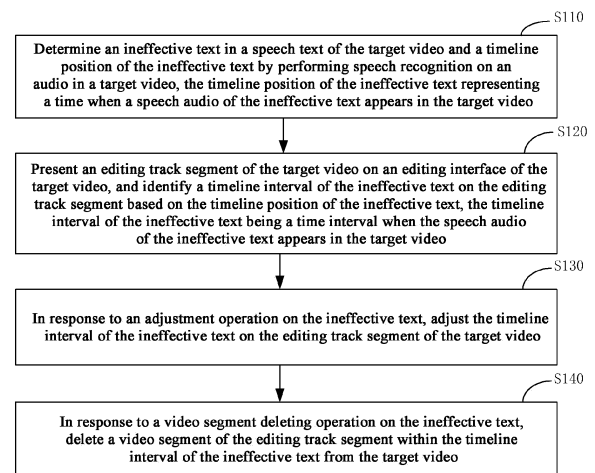 S110
Determine an ineffective text in a speech text of the target video and a timeline
position of the ineffective text by performing speech recognition on an
audio in a target video, the timeline position of the ineffective text representing
a time when a speech audio of the ineffective text appears in the target video
S120
Present an editing track segment of the target video on an editing interface of the
target video, and identify a timeline interval of the ineffective text on the editing
track segment based on the timeline position of the ineffective text, the timeline
interval of the ineffective text being a time interval when the speech audio
of the ineffective text appears in the target video
S130
In response to an adjustment operation on the ineffective text, adjust the timeline
interval of the ineffective text on the editing track segment of the target video
S140
In response to a video segment deleting operation on the ineffective text,
delete a video segment of the editing track segment within the timeline
interval of the ineffective text from the target video